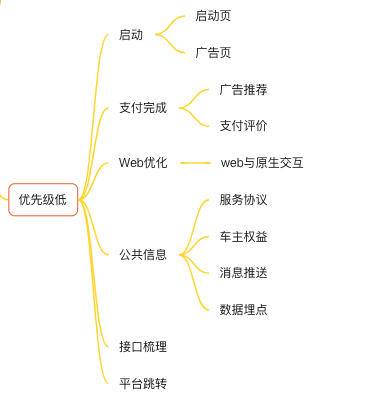 优先级低
启动
启动页
广告页
支付完成
广告推荐
支付评价
Web优化
web与原生交互
公共信息
服务协议
车主权益
消息推送
数据埋点
接口梳理
平台跳转